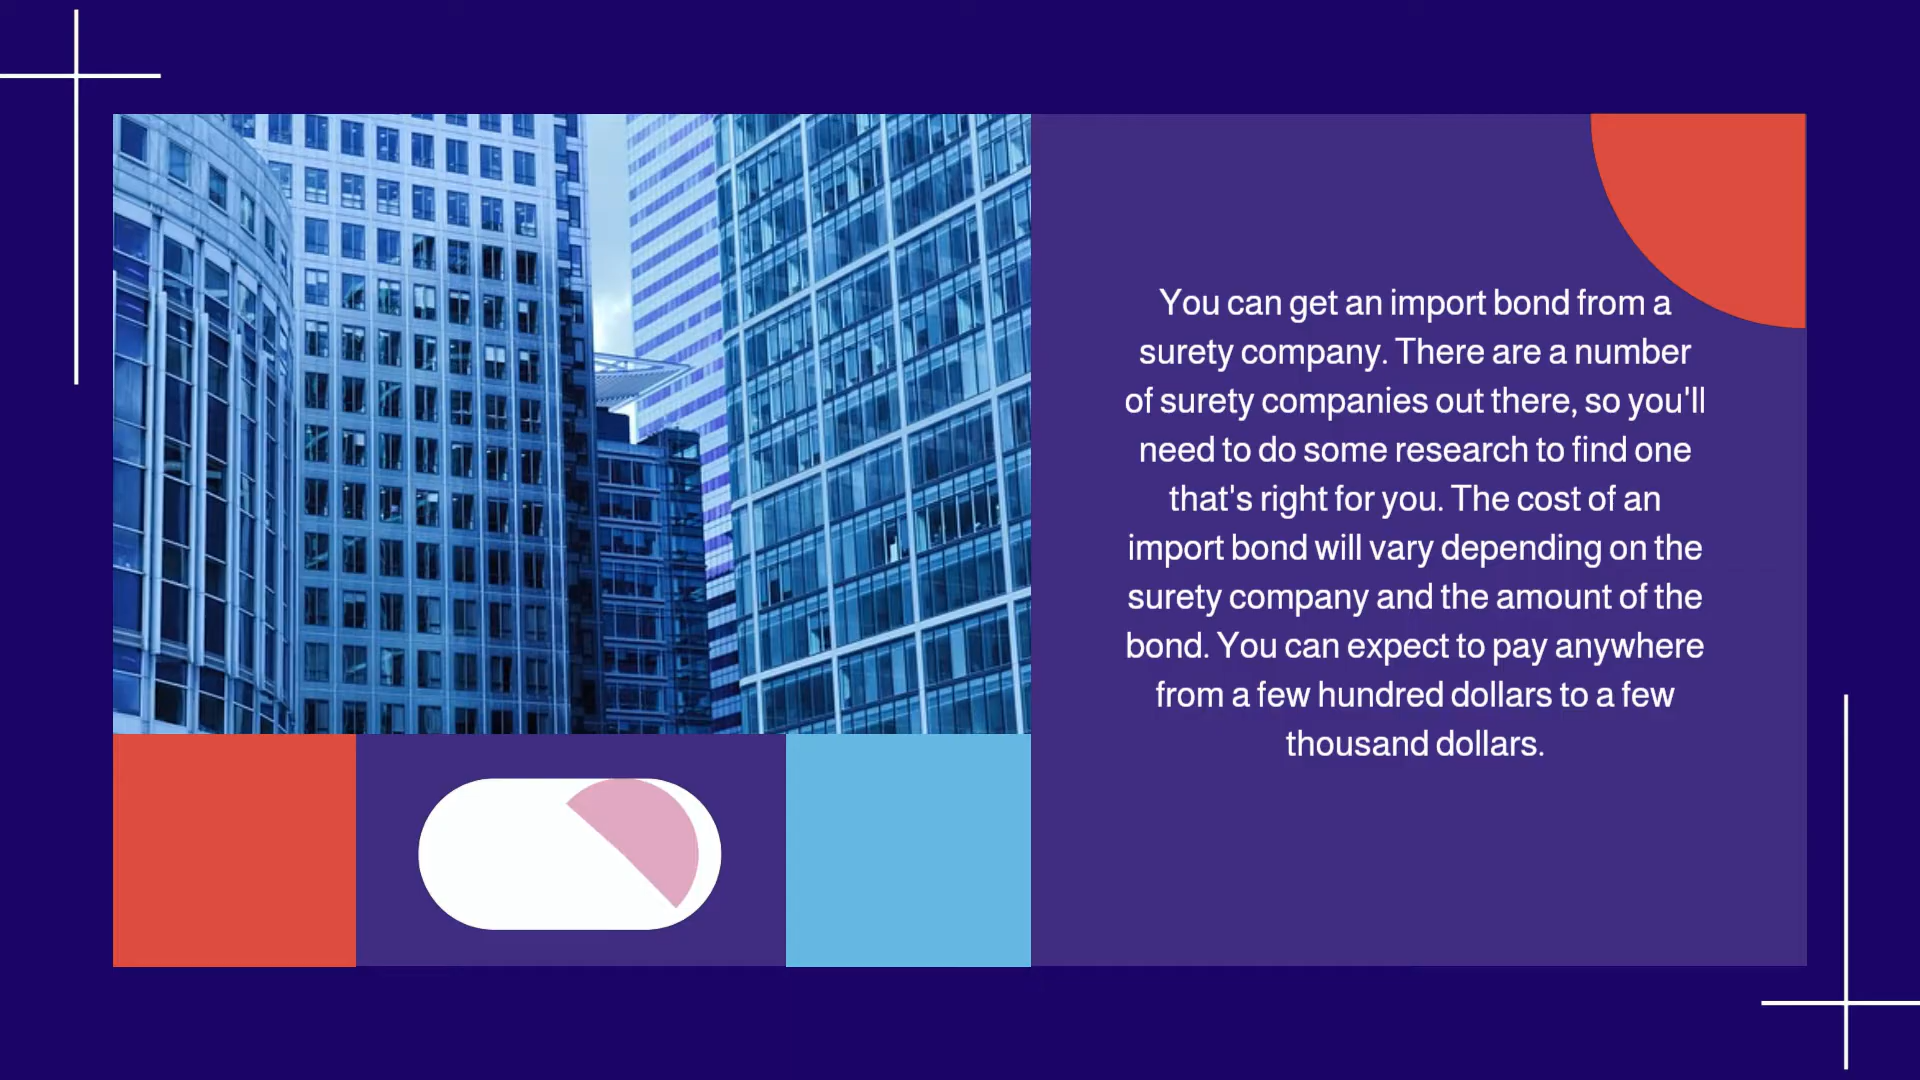 You can get an import bond from a
surety company. There are a number
of surety companies out there, so you'll
need to do some research to find one
that's right for you. The cost of an
import bond will vary depending on the
surety company and the amount of the
bond. You can expect to pay anywhere
from a few hundred dollars to a few
thousand dollars.